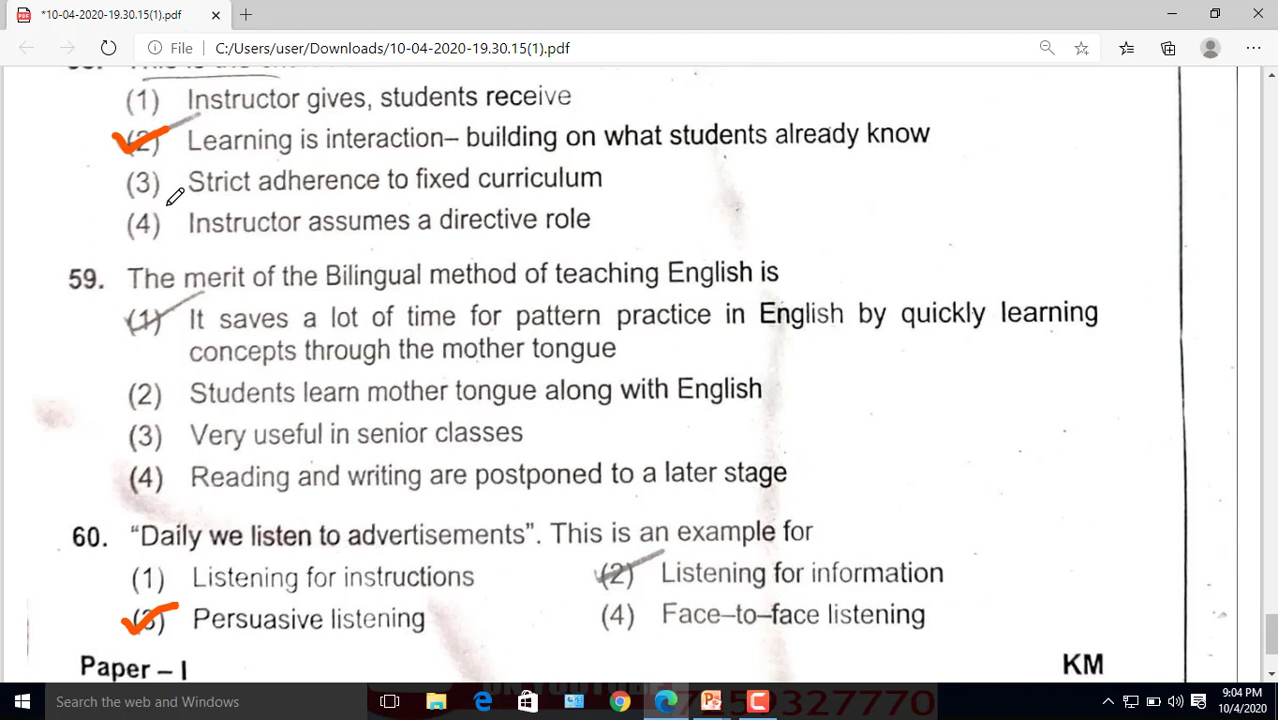 *10-04-2020-19.30.15(1).pdf
File C:/Users/user/Downloads/10-04-2020-19.30.15(1).pdf
(1) Instructor gives, students receive
(2) Learning is interaction– building on what students already know
(3) Strict adherence to fixed curriculum
(4) Instructor assumes a directive role
59. The merit of the Bilingual method of teaching English is
(1) It saves a lot of time for pattern practice in English by quickly learning
concepts through the mother tongue
(2) Students learn mother tongue along with English
(3) Very useful in senior classes
(4) Reading and writing are postponed to a later stage
60. “Daily we listen to advertisements”. This is an example for
(1) Listening for instructions (2) Listening for information
(3) Persuasive listening (4) Face–to–face listening
Paper – I KM
Search the web and Windows
9:04 PM
10/4/2020